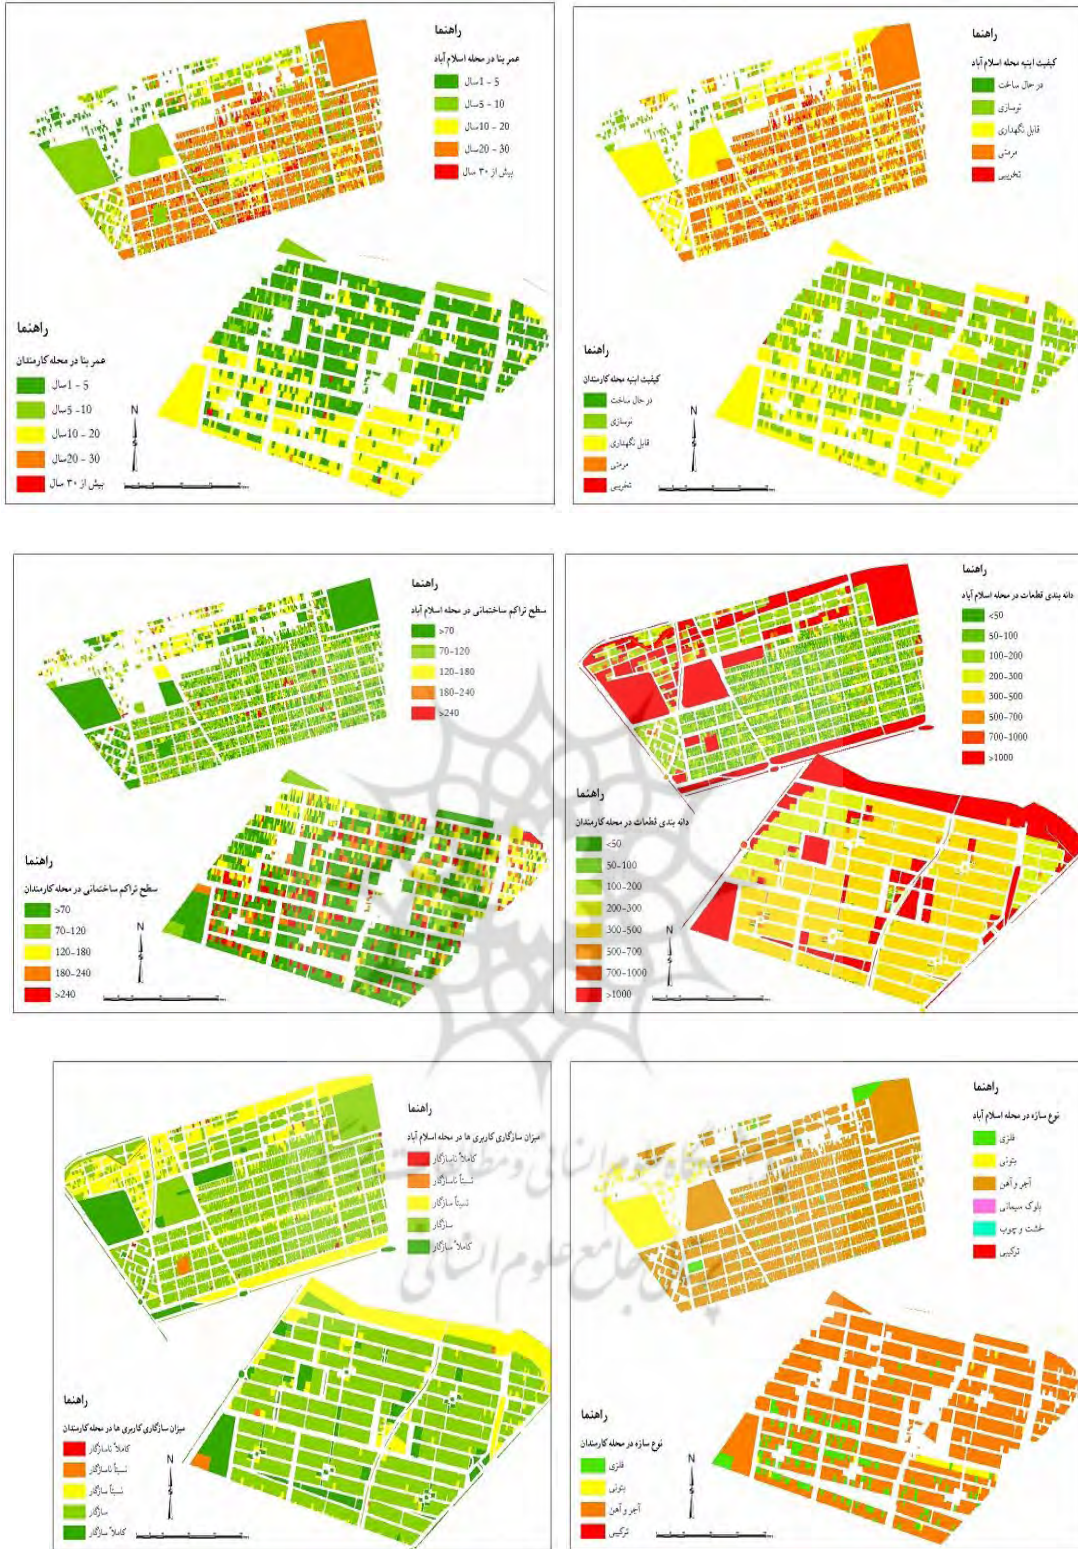 راهنما
عمر بنا در محله اسلام آباد
1 - 5 سال
5 - 10 سال
10 - 20 سال
20 - 30 سال
بیش از ۳۰ سال
راهنما
عمر بنا در محله کارمندان
1 - 5 سال
5 - 10 سال
10 - 20 سال
20 - 30 سال
بیش از ۳۰ سال
N
S
راهنما
کیفیت ابنیه محله اسلام آباد
در حال ساخت
نوسازی
قابل نگهداری
مرمتی
تخریبی
راهنما
کیفیت ابنیه محله کارمندان
در حال ساخت
نوسازی
قابل نگهداری
مرمتی
تخریبی
N
S
راهنما
سطح تراکم ساختمانی در محله اسلام آباد
>70
70-120
120-180
180-240
>240
راهنما
سطح تراکم ساختمانی در محله کارمندان
>70
70-120
120-180
180-240
>240
N
S
راهنما
دانه بندی قطعات در محله اسلام آباد
<50
50-100
100-200
200-300
300-500
500-700
700-1000
>1000
راهنما
دانه بندی قطعات در محله کارمندان
<50
50-100
100-200
200-300
300-500
500-700
700-1000
>1000
N
S
راهنما
میزان سازگاری کاربری ها در محله اسلام آباد
کاملاً ناسازگار
نسبتاً ناسازگار
نسبتاً سازگار
سازگار
کاملاً سازگار
راهنما
میزان سازگاری کاربری ها در محله کارمندان
کاملاً ناسازگار
نسبتاً ناسازگار
نسبتاً سازگار
سازگار
کاملاً سازگار
N
S
راهنما
نوع سازه در محله اسلام آباد
فلزی
بتونی
آجر و آهن
بلوک سیمانی
خشت و چوب
ترکیبی
راهنما
نوع سازه در محله کارمندان
فلزی
بتونی
آجر و آهن
ترکیبی
N
S
جامع علوم انسانی